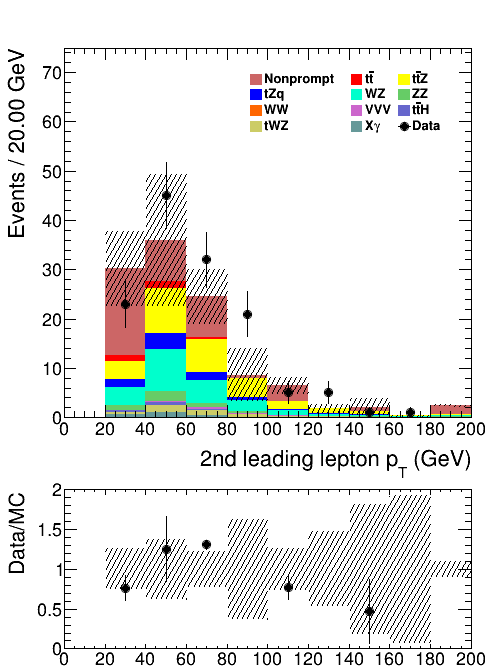 Events / 20.00 GeV
70
60
50
40
30
20
10
0
Nonprompt tt̄ tt̄Z
tZq WZ ZZ
WW VVV tt̄H
tWZ Xγ Data
0 20 40 60 80 100 120 140 160 180 200
2nd leading lepton p_T (GeV)
Data/MC
2
1.5
1
0.5
0
0 20 40 60 80 100 120 140 160 180 200